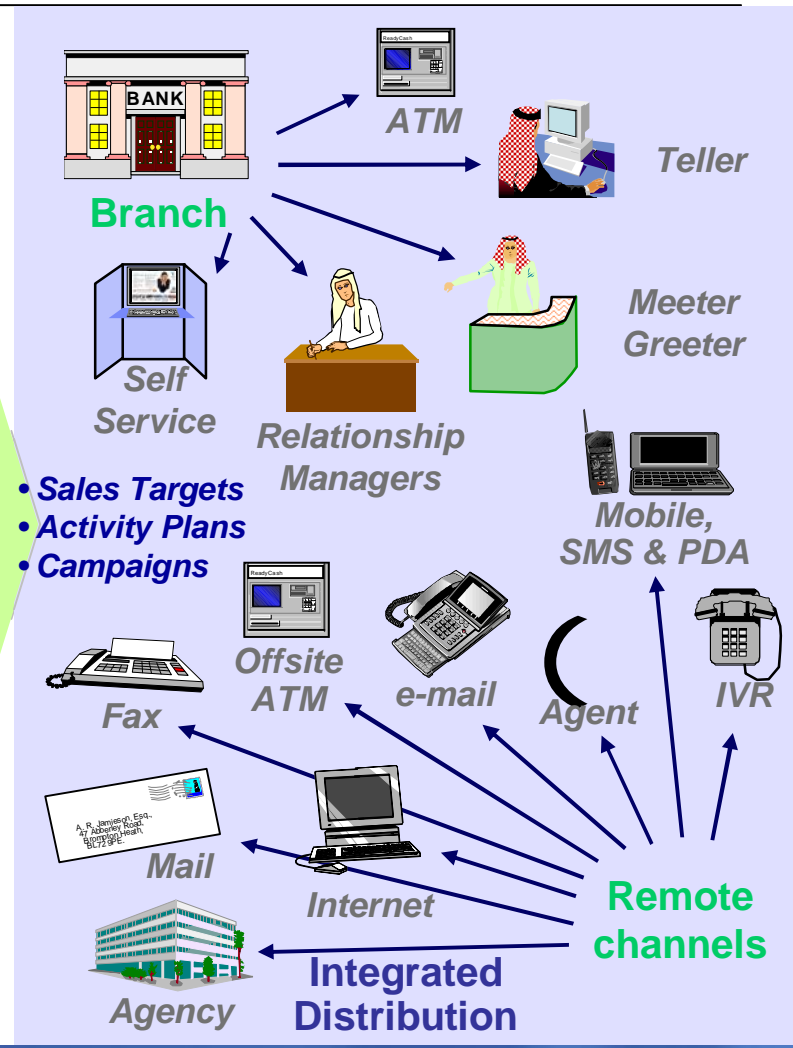 ReadyCash
BANK
ATM
Teller
Branch
Meeter
Greeter
Self
Service
Relationship
Managers
• Sales Targets
• Activity Plans
• Campaigns
Mobile,
SMS & PDA
ReadyCash
Offsite
ATM
e-mail
Agent
IVR
Fax
A. R. Jamjeson, Esq.,
47 Abberley Road,
Brompton Heath,
BL72 9PE.
Mail
Internet
Remote
channels
Agency
Integrated
Distribution